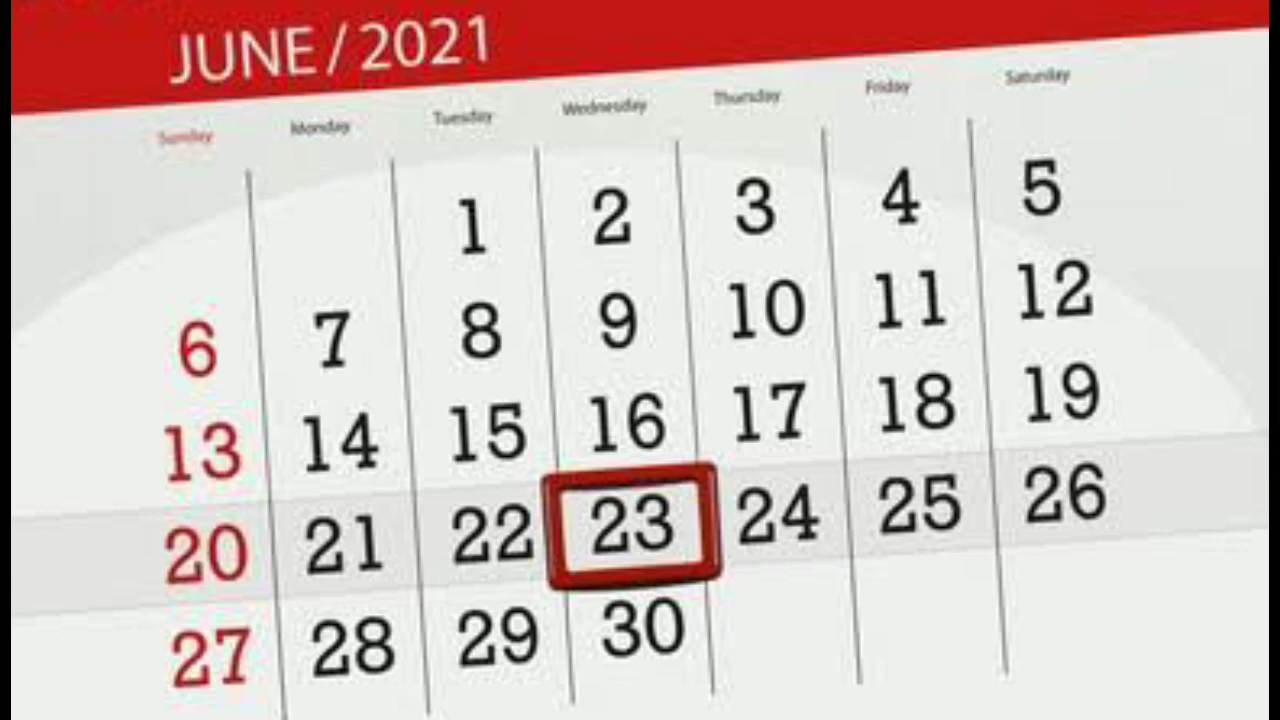 JUNE / 2021
Sunday Monday Tuesday Wednesday Thursday Friday Saturday
1 2 3 4 5
6 7 8 9 10 11 12
13 14 15 16 17 18 19
20 21 22 23 24 25 26
27 28 29 30